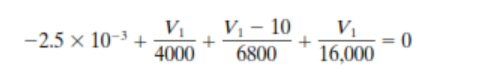 −2.5 × 10⁻³ + V₁/4000 + (V₁ − 10)/6800 + V₁/16,000 = 0